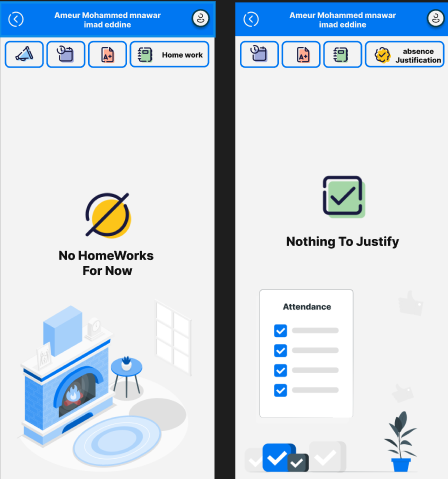 Ameur Mohammed mnawar
imad eddine
A+
Home work
No HomeWorks
For Now
Ameur Mohammed mnawar
imad eddine
A+
absence
Justification
Nothing To Justify
Attendance